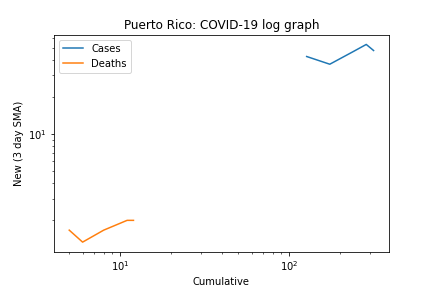 Puerto Rico: COVID-19 log graph
Cases
Deaths
New (3 day SMA)
10¹
10¹
10²
Cumulative